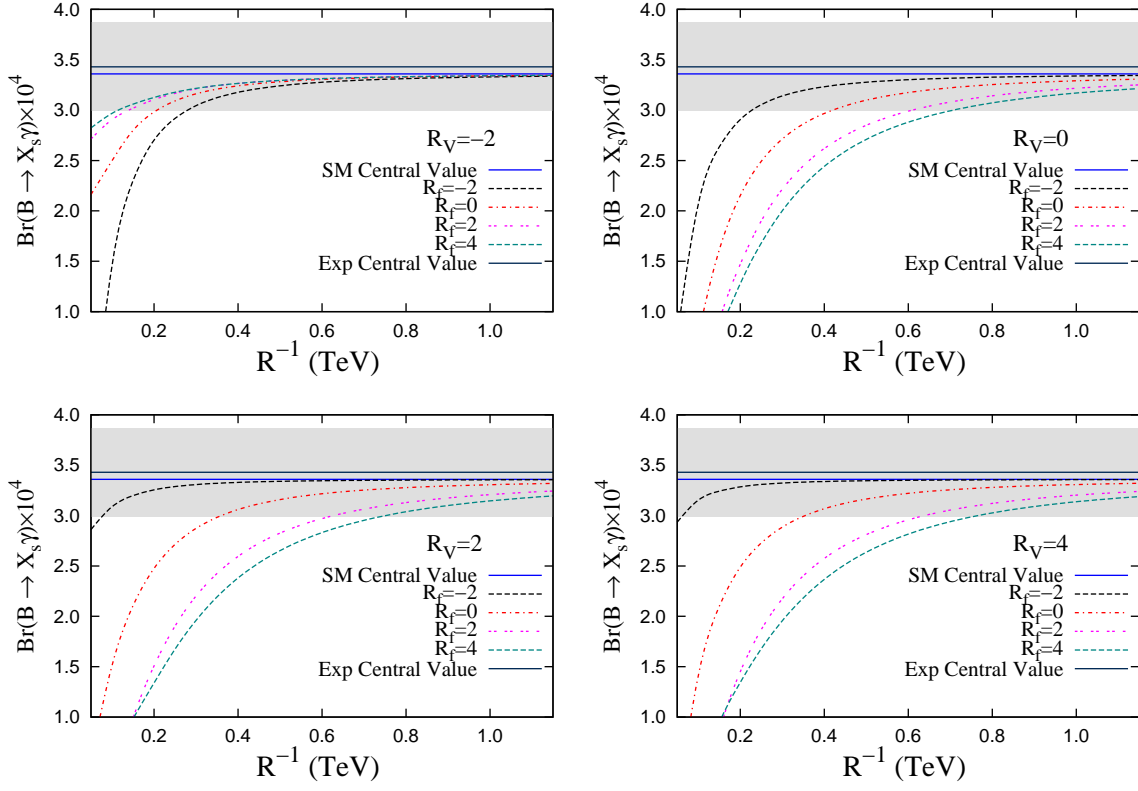 4.0
3.5
3.0
2.5
2.0
1.5
1.0
Br(B → X_sγ)×10^4
R_V=−2
SM Central Value
R_f=−2
R_f=0
R_f=2
R_f=4
Exp Central Value
0.2 0.4 0.6 0.8 1.0
R^−1 (TeV)
4.0
3.5
3.0
2.5
2.0
1.5
1.0
Br(B → X_sγ)×10^4
R_V=0
SM Central Value
R_f=−2
R_f=0
R_f=2
R_f=4
Exp Central Value
0.2 0.4 0.6 0.8 1.0
R^−1 (TeV)
4.0
3.5
3.0
2.5
2.0
1.5
1.0
Br(B → X_sγ)×10^4
R_V=2
SM Central Value
R_f=−2
R_f=0
R_f=2
R_f=4
Exp Central Value
0.2 0.4 0.6 0.8 1.0
R^−1 (TeV)
4.0
3.5
3.0
2.5
2.0
1.5
1.0
Br(B → X_sγ)×10^4
R_V=4
SM Central Value
R_f=−2
R_f=0
R_f=2
R_f=4
Exp Central Value
0.2 0.4 0.6 0.8 1.0
R^−1 (TeV)